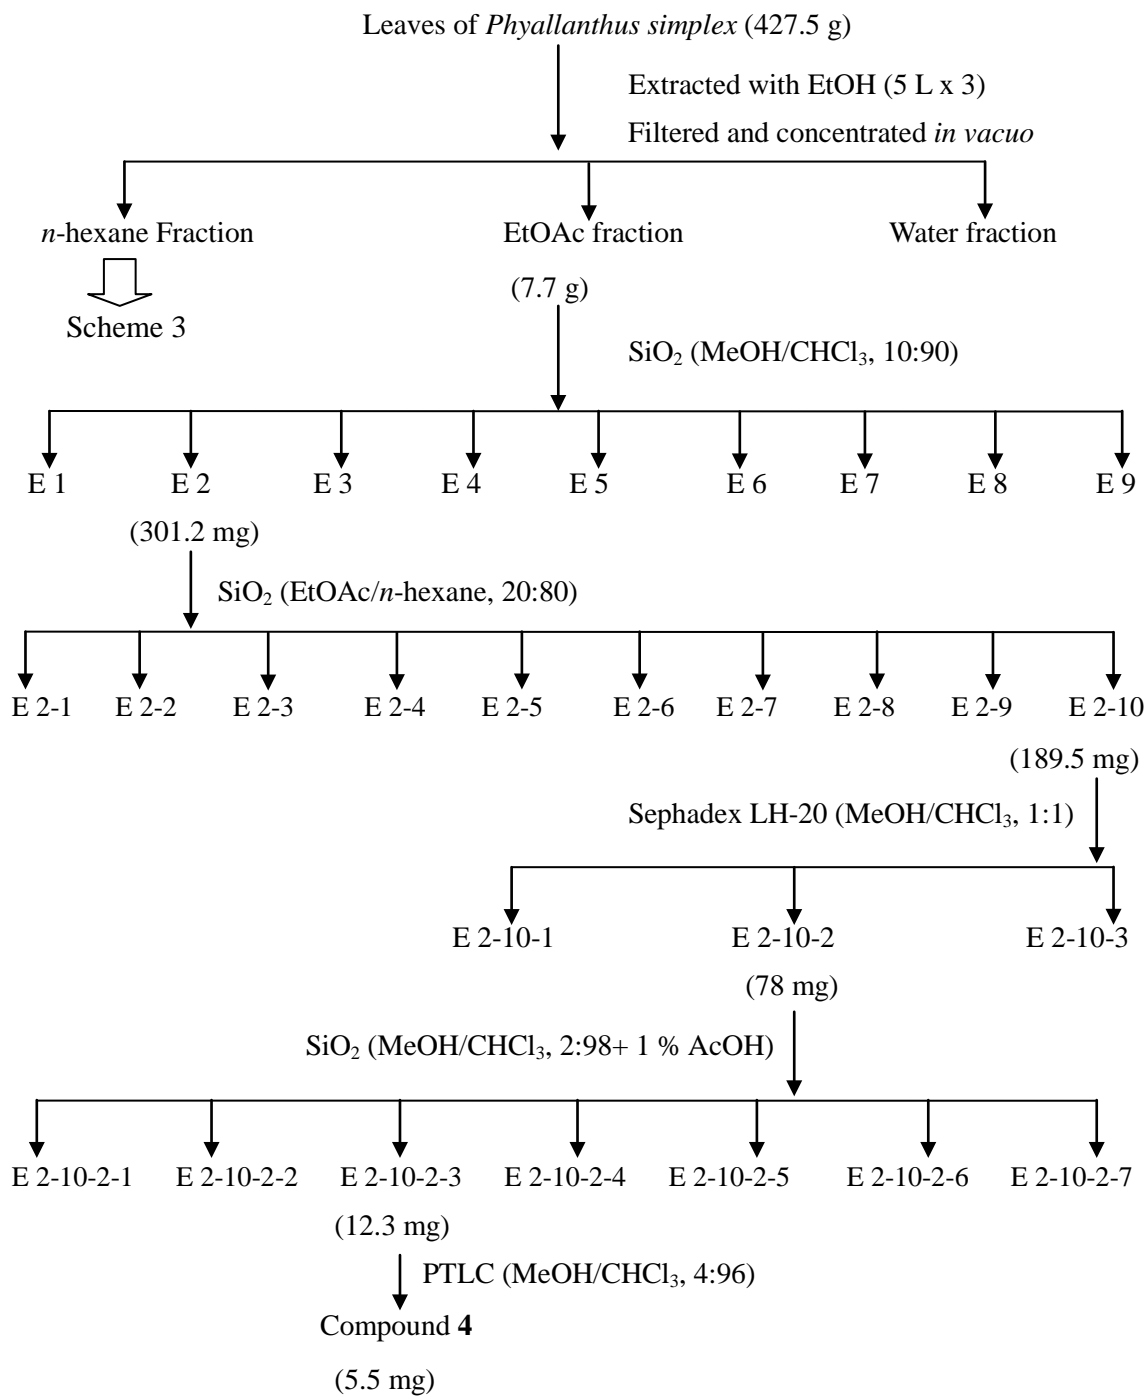 Leaves of Phyallanthus simplex (427.5 g)
Extracted with EtOH (5 L x 3)
Filtered and concentrated in vacuo
n-hexane Fraction
EtOAc fraction
Water fraction
(7.7 g)
Scheme 3
SiO₂ (MeOH/CHCl₃, 10:90)
E 1 E 2 E 3 E 4 E 5 E 6 E 7 E 8 E 9
(301.2 mg)
SiO₂ (EtOAc/n-hexane, 20:80)
E 2-1 E 2-2 E 2-3 E 2-4 E 2-5 E 2-6 E 2-7 E 2-8 E 2-9 E 2-10
(189.5 mg)
Sephadex LH-20 (MeOH/CHCl₃, 1:1)
E 2-10-1 E 2-10-2 E 2-10-3
(78 mg)
SiO₂ (MeOH/CHCl₃, 2:98+ 1 % AcOH)
E 2-10-2-1 E 2-10-2-2 E 2-10-2-3 E 2-10-2-4 E 2-10-2-5 E 2-10-2-6 E 2-10-2-7
(12.3 mg)
PTLC (MeOH/CHCl₃, 4:96)
Compound 4
(5.5 mg)